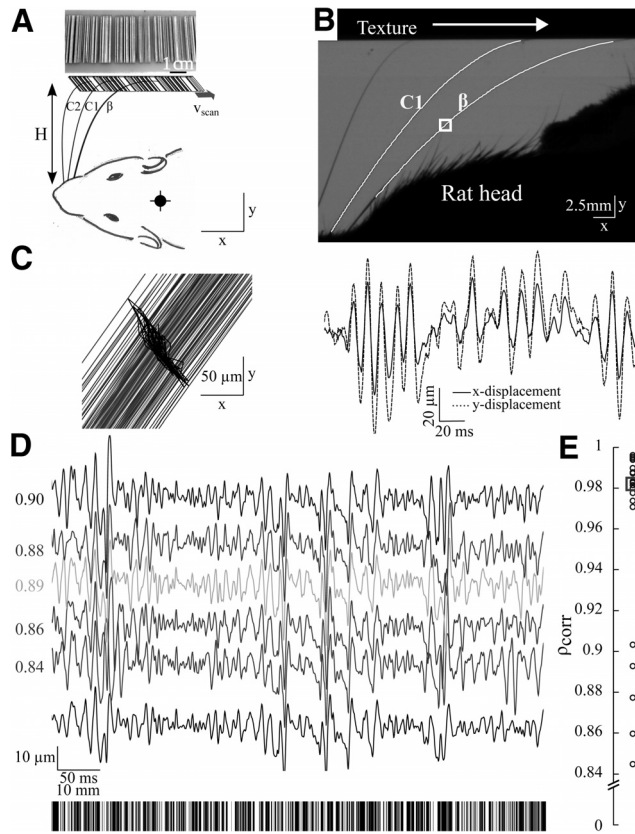 A
1cm
C2 C1 β
v scan
H
y
x
B
Texture
C1
β
Rat head
2.5mm
y
x
C
50 µm
y
x
20 µm
20 ms
x-displacement
y-displacement
D
0.90
0.88
0.89
0.86
0.84
10 µm
50 ms
10 mm
E
1
0.98
0.96
0.94
0.92
0.9
0.88
0.86
0.84
0
ρcorr